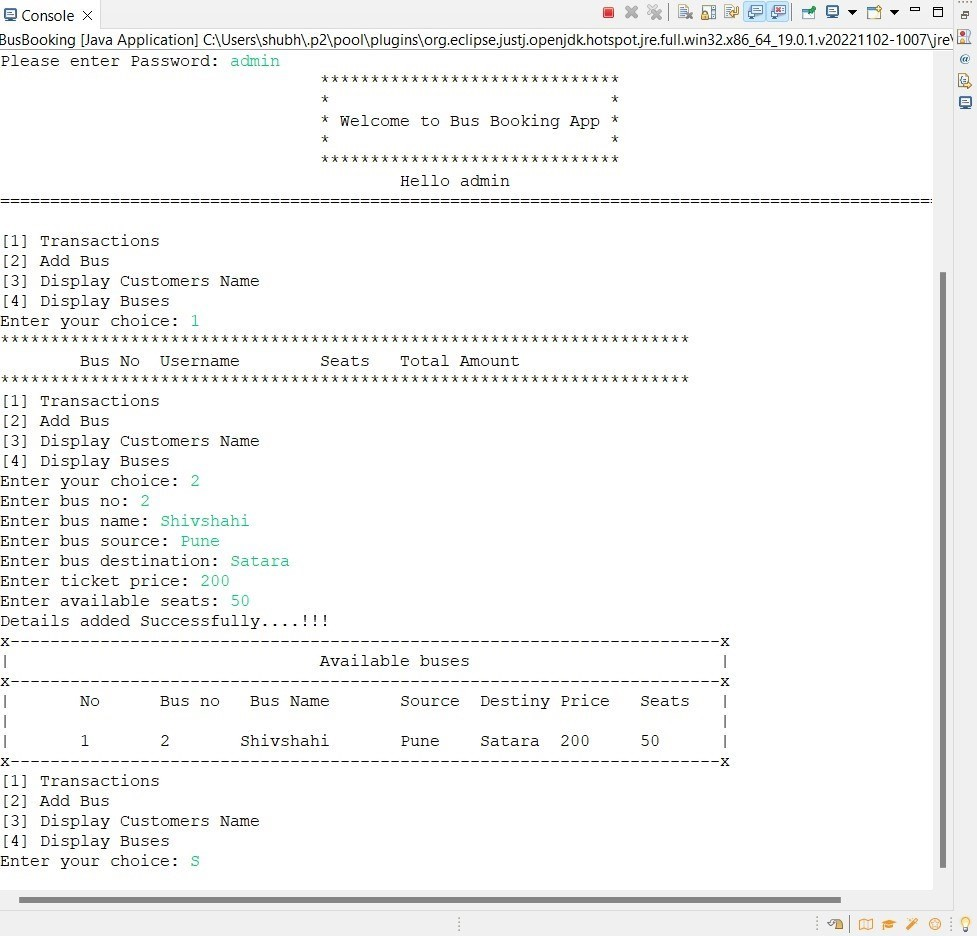 Console
BusBooking [Java Application] C:\Users\shubh\.p2\pool\plugins\org.eclipse.justj.openjdk.hotspot.jre.full.win32.x86_64_19.0.1.v20221102-1007\jre\
Please enter Password: admin
******************************
*                            *
* Welcome to Bus Booking App *
*                            *
******************************
Hello admin
=============================================================================================
[1] Transactions
[2] Add Bus
[3] Display Customers Name
[4] Display Buses
Enter your choice: 1
*********************************************************************
Bus No  Username        Seats   Total Amount
*********************************************************************
[1] Transactions
[2] Add Bus
[3] Display Customers Name
[4] Display Buses
Enter your choice: 2
Enter bus no: 2
Enter bus name: Shivshahi
Enter bus source: Pune
Enter bus destination: Satara
Enter ticket price: 200
Enter available seats: 50
Details added Successfully....!!!
x-----------------------------------------------------------------------x
|                               Available buses                         |
x-----------------------------------------------------------------------x
|       No      Bus no   Bus Name       Source  Destiny Price   Seats   |
|                                                                       |
|       1       2       Shivshahi       Pune    Satara  200     50      |
x-----------------------------------------------------------------------x
[1] Transactions
[2] Add Bus
[3] Display Customers Name
[4] Display Buses
Enter your choice: S